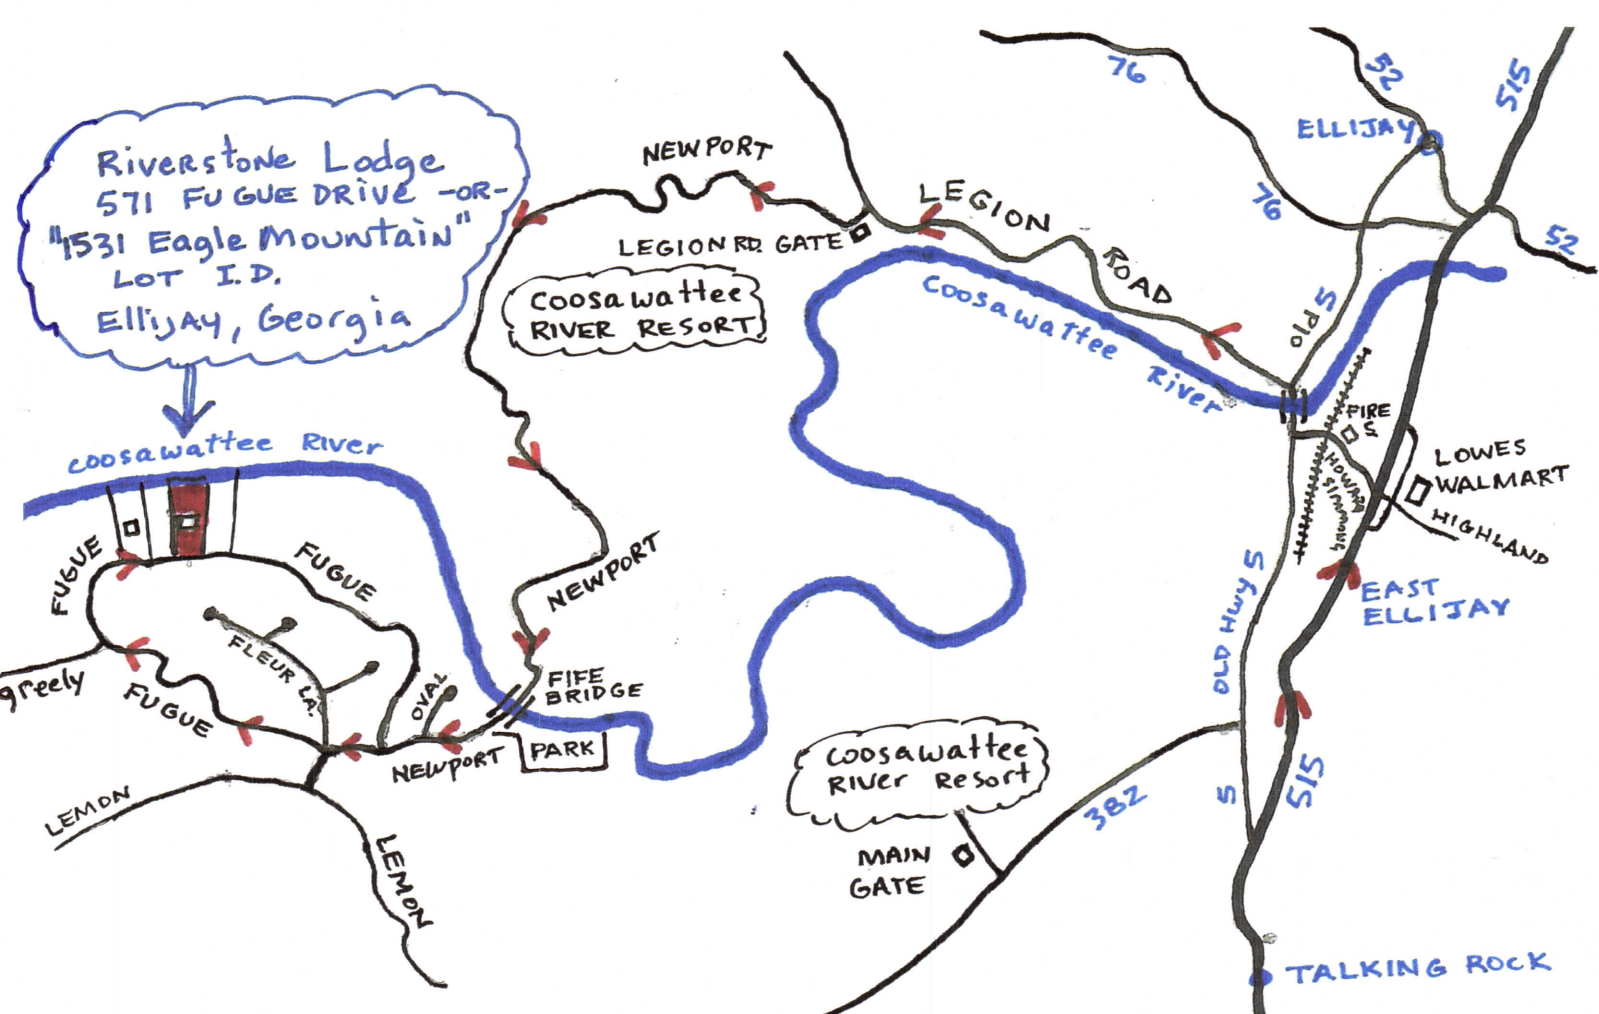 Riverstone Lodge
571 FUGUE DRIVE -OR-
"1531 Eagle Mountain"
LOT I.D.
Ellijay, Georgia
Coosawattee River
NEWPORT
LEGION RD. GATE
Coosawattee
RIVER RESORT
LEGION ROAD
Coosawattee River
76
76
52
ELLIJAY
515
52
Old 5
FIRE
S
HOWARD
SIMMONS
LOWES
WALMART
HIGHLAND
EAST
ELLIJAY
OLD HWY 5
5
515
382
Coosawattee
River Resort
MAIN
GATE
TALKING ROCK
NEWPORT
FIFE
BRIDGE
PARK
NEWPORT
OVAL
FUGUE
FUGUE
FLEUR LA.
FUGUE
greely
LEMON
LEMON